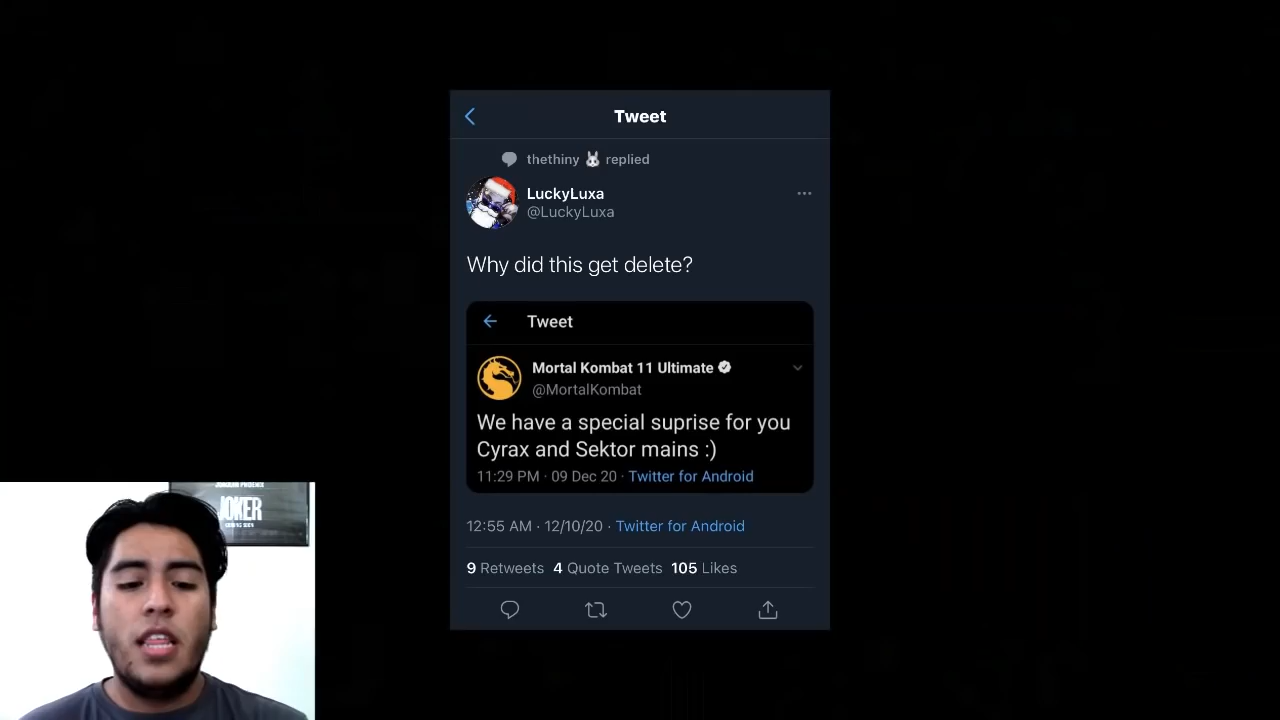 Tweet
thethiny 🐰 replied
LuckyLuxa
@LuckyLuxa
Why did this get delete?
Tweet
Mortal Kombat 11 Ultimate
@MortalKombat
We have a special suprise for you
Cyrax and Sektor mains :)
11:29 PM · 09 Dec 20 · Twitter for Android
12:55 AM · 12/10/20 · Twitter for Android
9 Retweets 4 Quote Tweets 105 Likes
JOAQUIN PHOENIX
JOKER